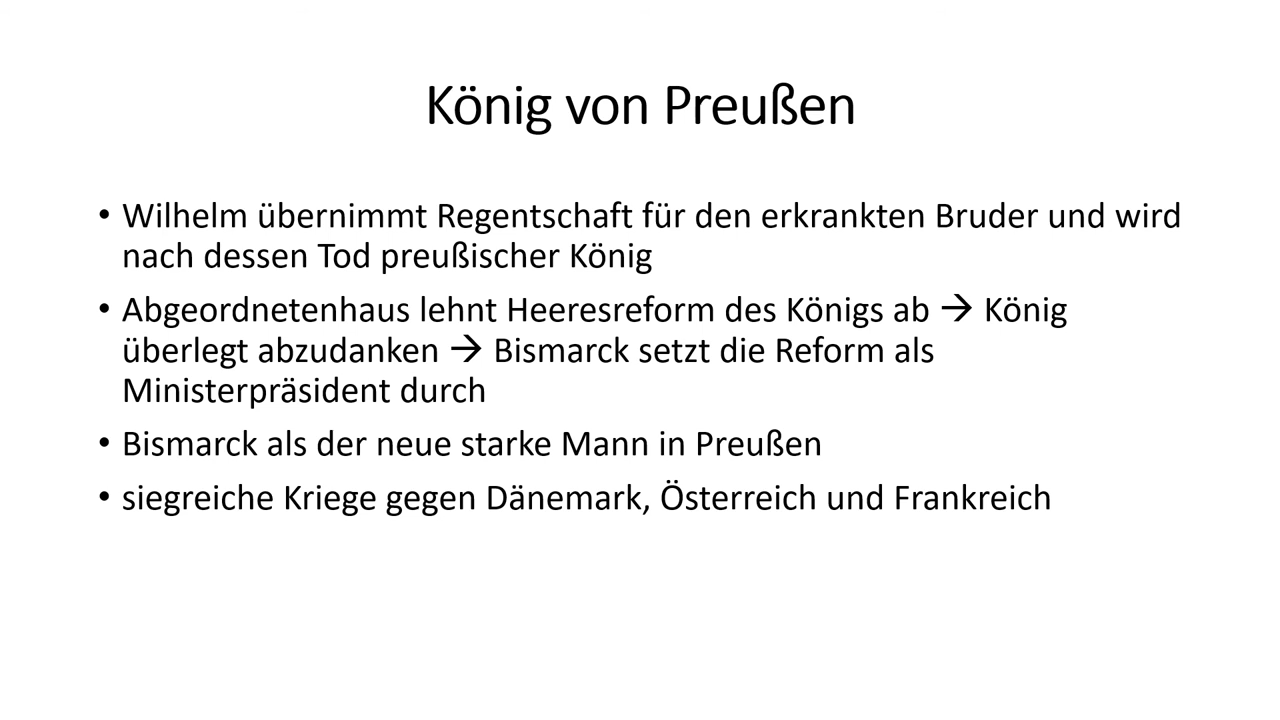 König von Preußen
• Wilhelm übernimmt Regentschaft für den erkrankten Bruder und wird
nach dessen Tod preußischer König
• Abgeordnetenhaus lehnt Heeresreform des Königs ab → König
überlegt abzudanken → Bismarck setzt die Reform als
Ministerpräsident durch
• Bismarck als der neue starke Mann in Preußen
• siegreiche Kriege gegen Dänemark, Österreich und Frankreich